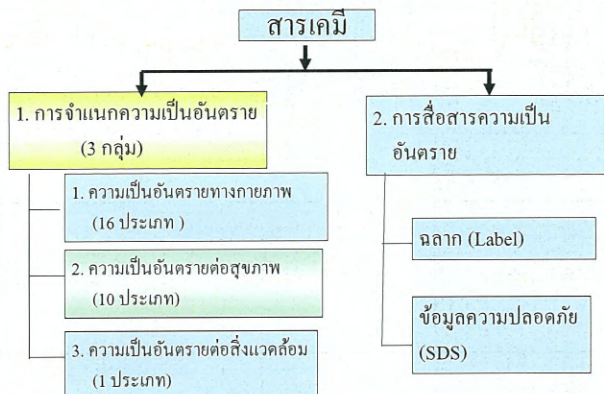 สารเคมี
1. การจำแนกความเป็นอันตราย
(3 กลุ่ม)
1. ความเป็นอันตรายทางกายภาพ
(16 ประเภท )
2. ความเป็นอันตรายต่อสุขภาพ
(10 ประเภท)
3. ความเป็นอันตรายต่อสิ่งแวดล้อม
(1 ประเภท)
2. การสื่อสารความเป็น
อันตราย
ฉลาก (Label)
ข้อมูลความปลอดภัย
(SDS)